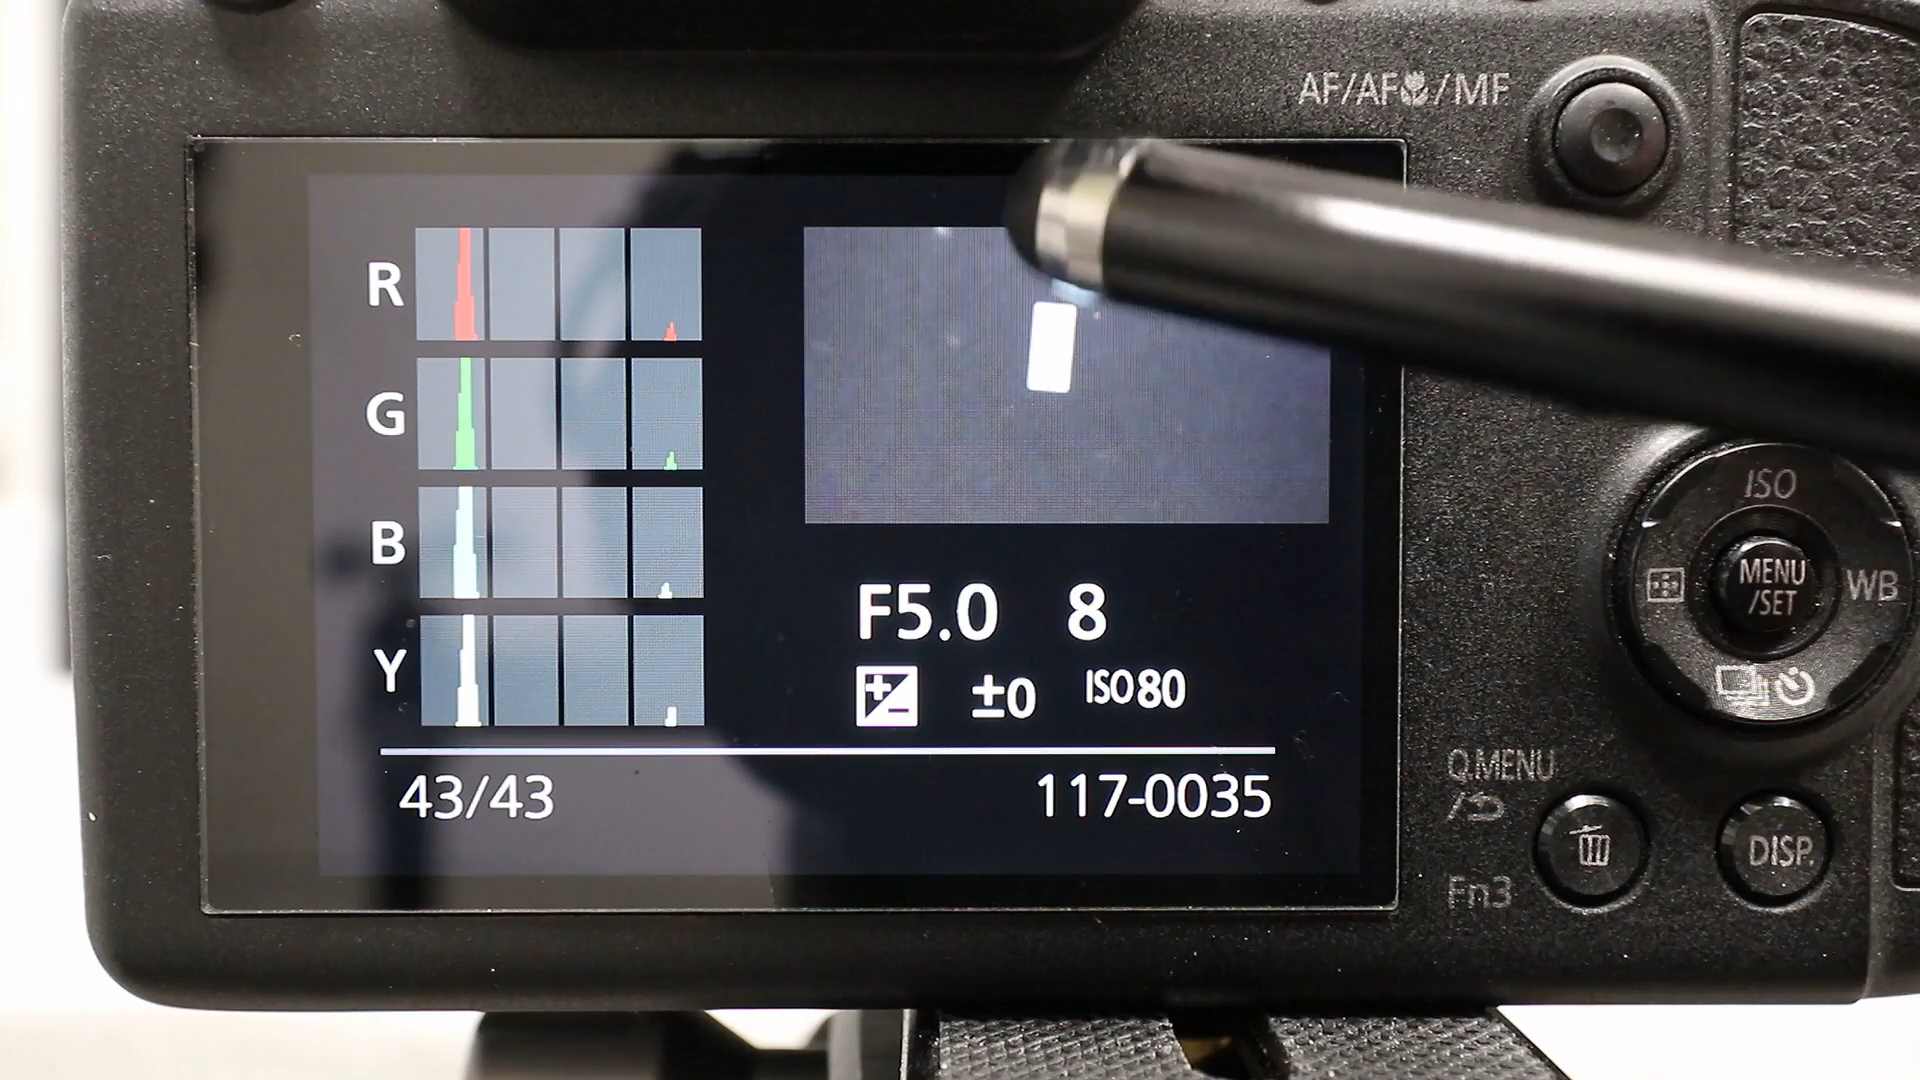 AF/AF/MF
R
G
B
Y
F5.0 8
±0 ISO80
43/43 117-0035
ISO
MENU
/SET
WB
Q.MENU
Fn3
DISP.